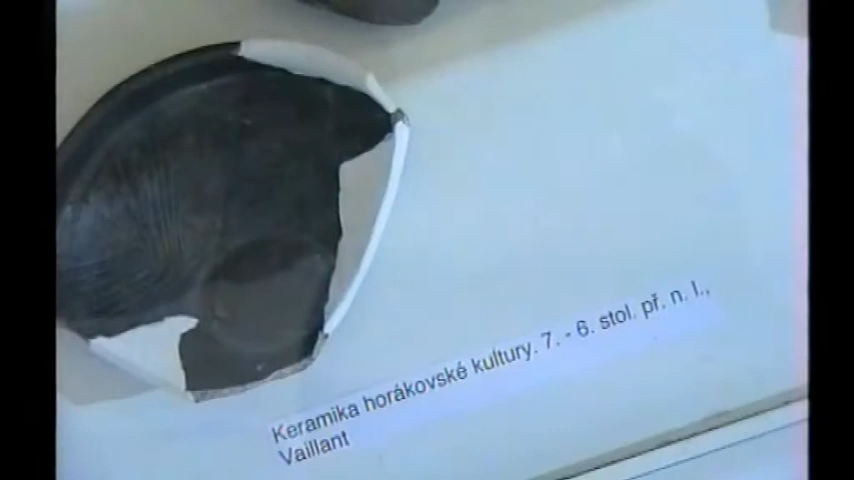 Keramika horákovské kultury. 7. - 6. stol. př. n. l.,
Vaillant